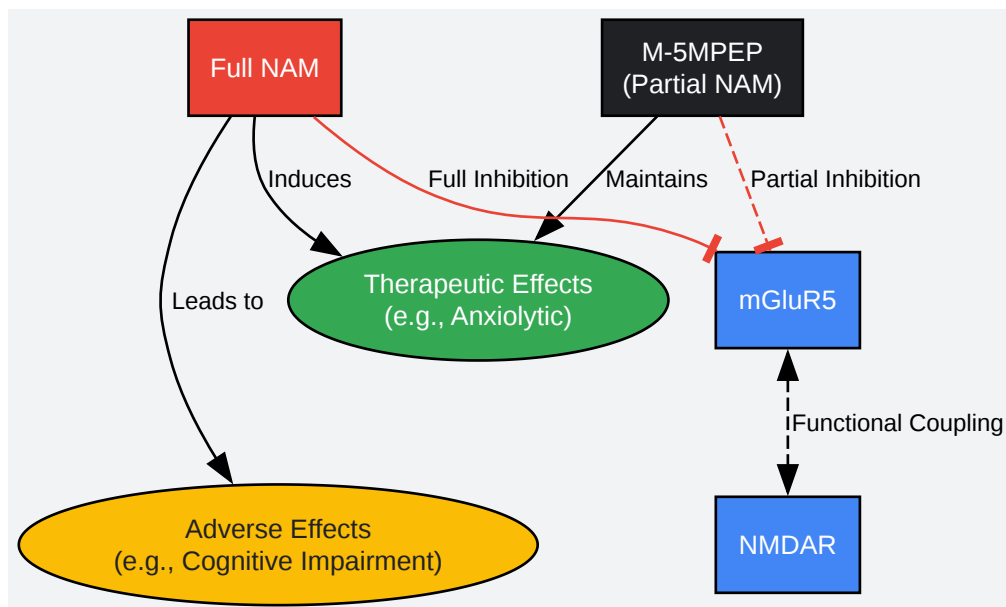 Full NAM
M-5MPEP
(Partial NAM)
Induces
Full Inhibition
Maintains
Partial Inhibition
Leads to
Therapeutic Effects
(e.g., Anxiolytic)
mGluR5
Functional Coupling
Adverse Effects
(e.g., Cognitive Impairment)
NMDAR